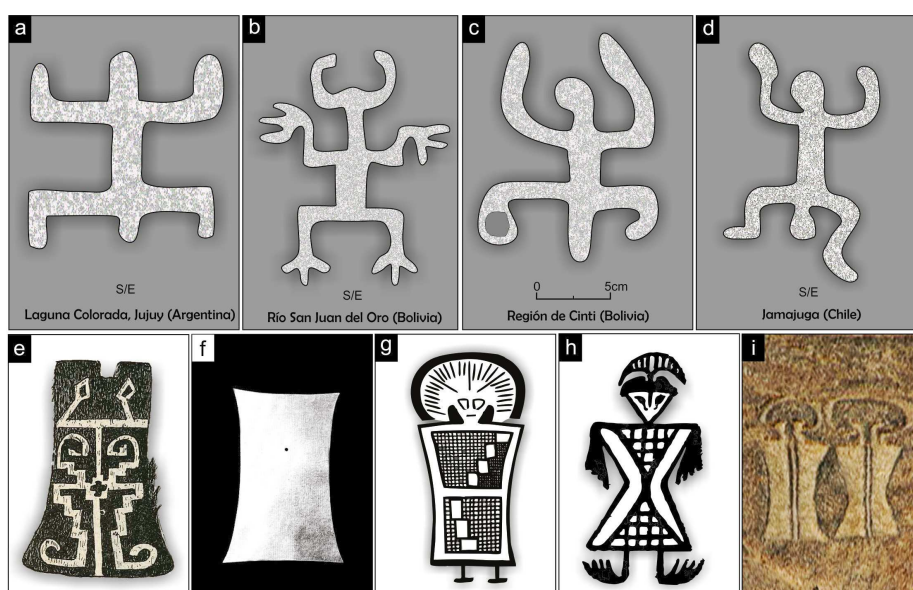 a
b
c
d
S/E
Laguna Colorada, Jujuy (Argentina)
S/E
Río San Juan del Oro (Bolivia)
0 5cm
Región de Cinti (Bolivia)
S/E
Jamajuga (Chile)
e
f
g
h
i